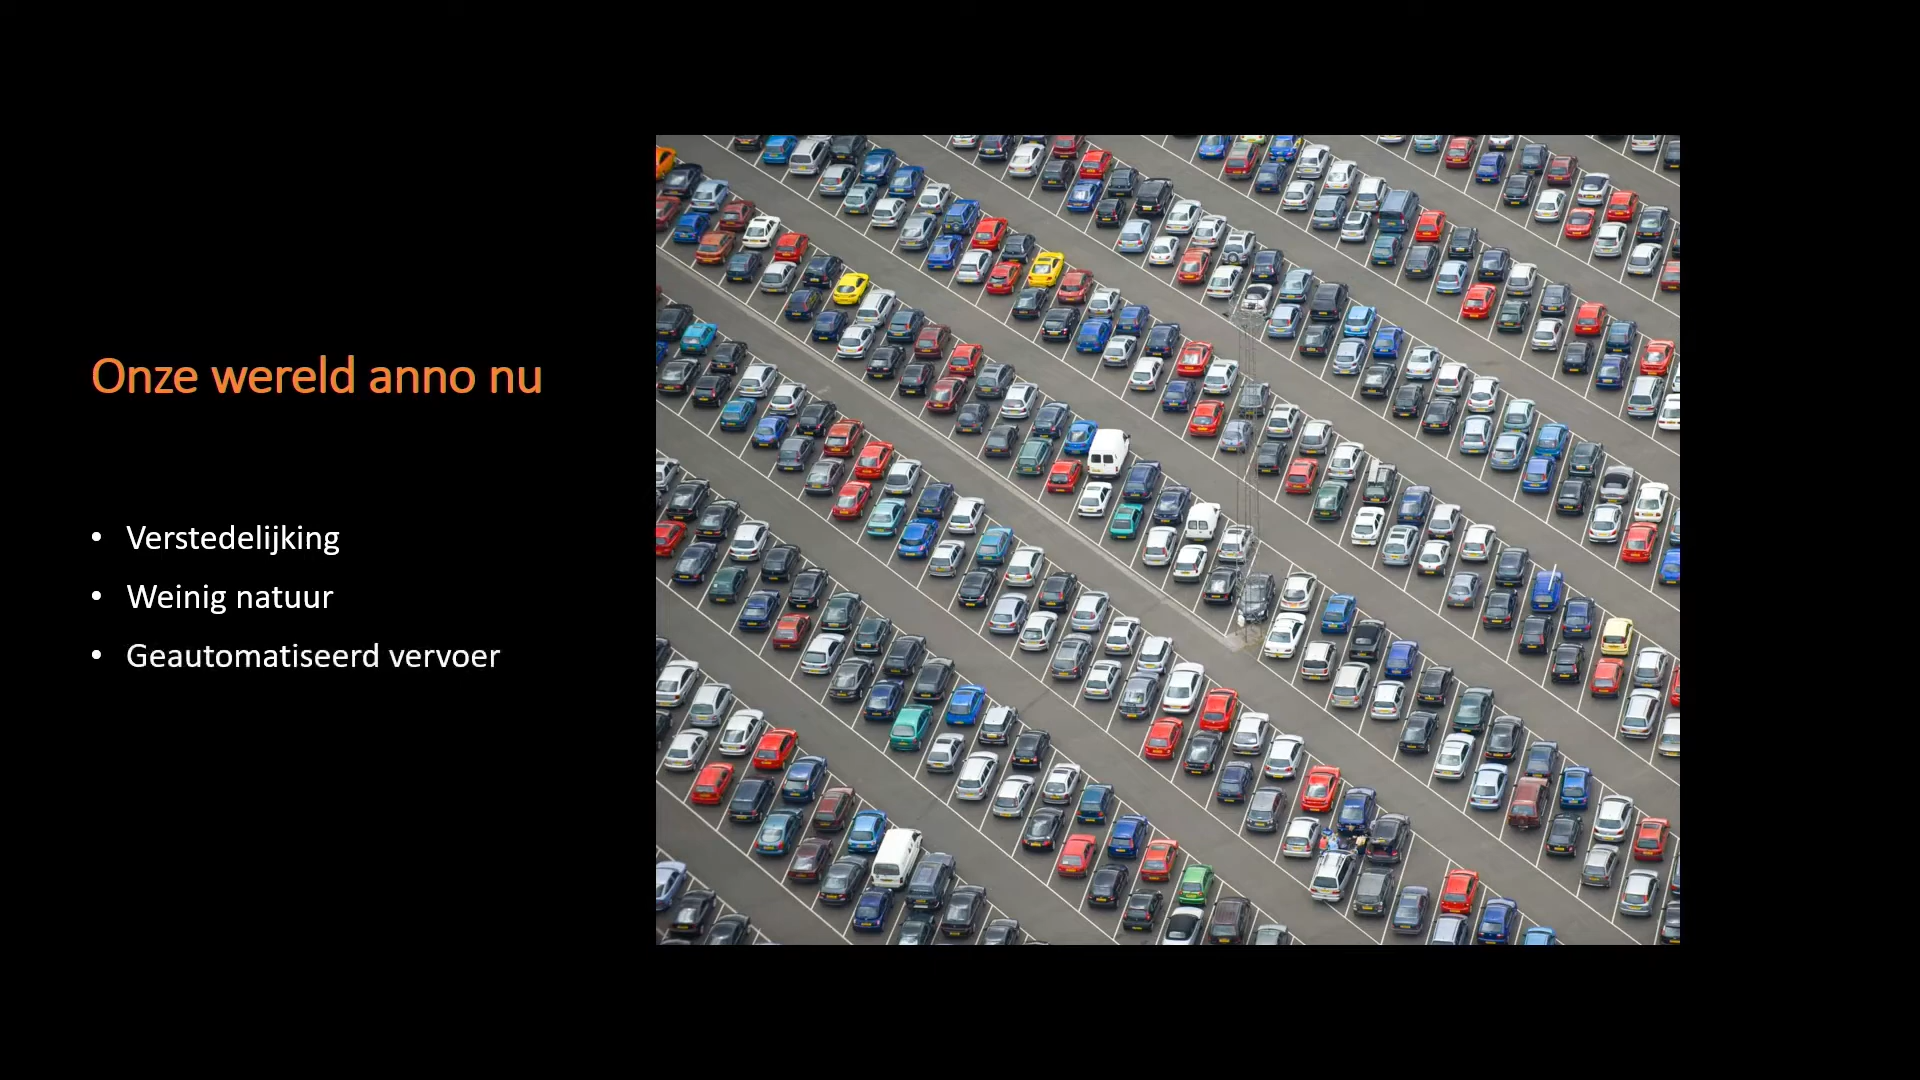 Onze wereld anno nu
• Verstedelijking
• Weinig natuur
• Geautomatiseerd vervoer